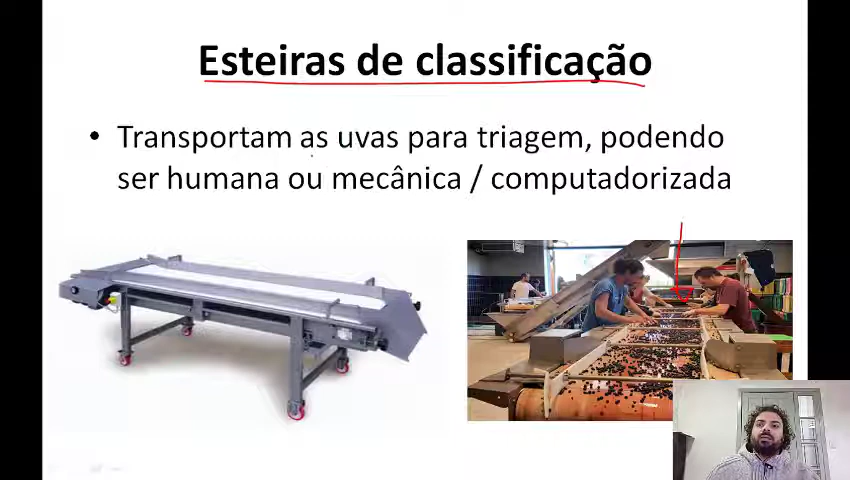 Esteiras de classificação
• Transportam as uvas para triagem, podendo
ser humana ou mecânica / computadorizada